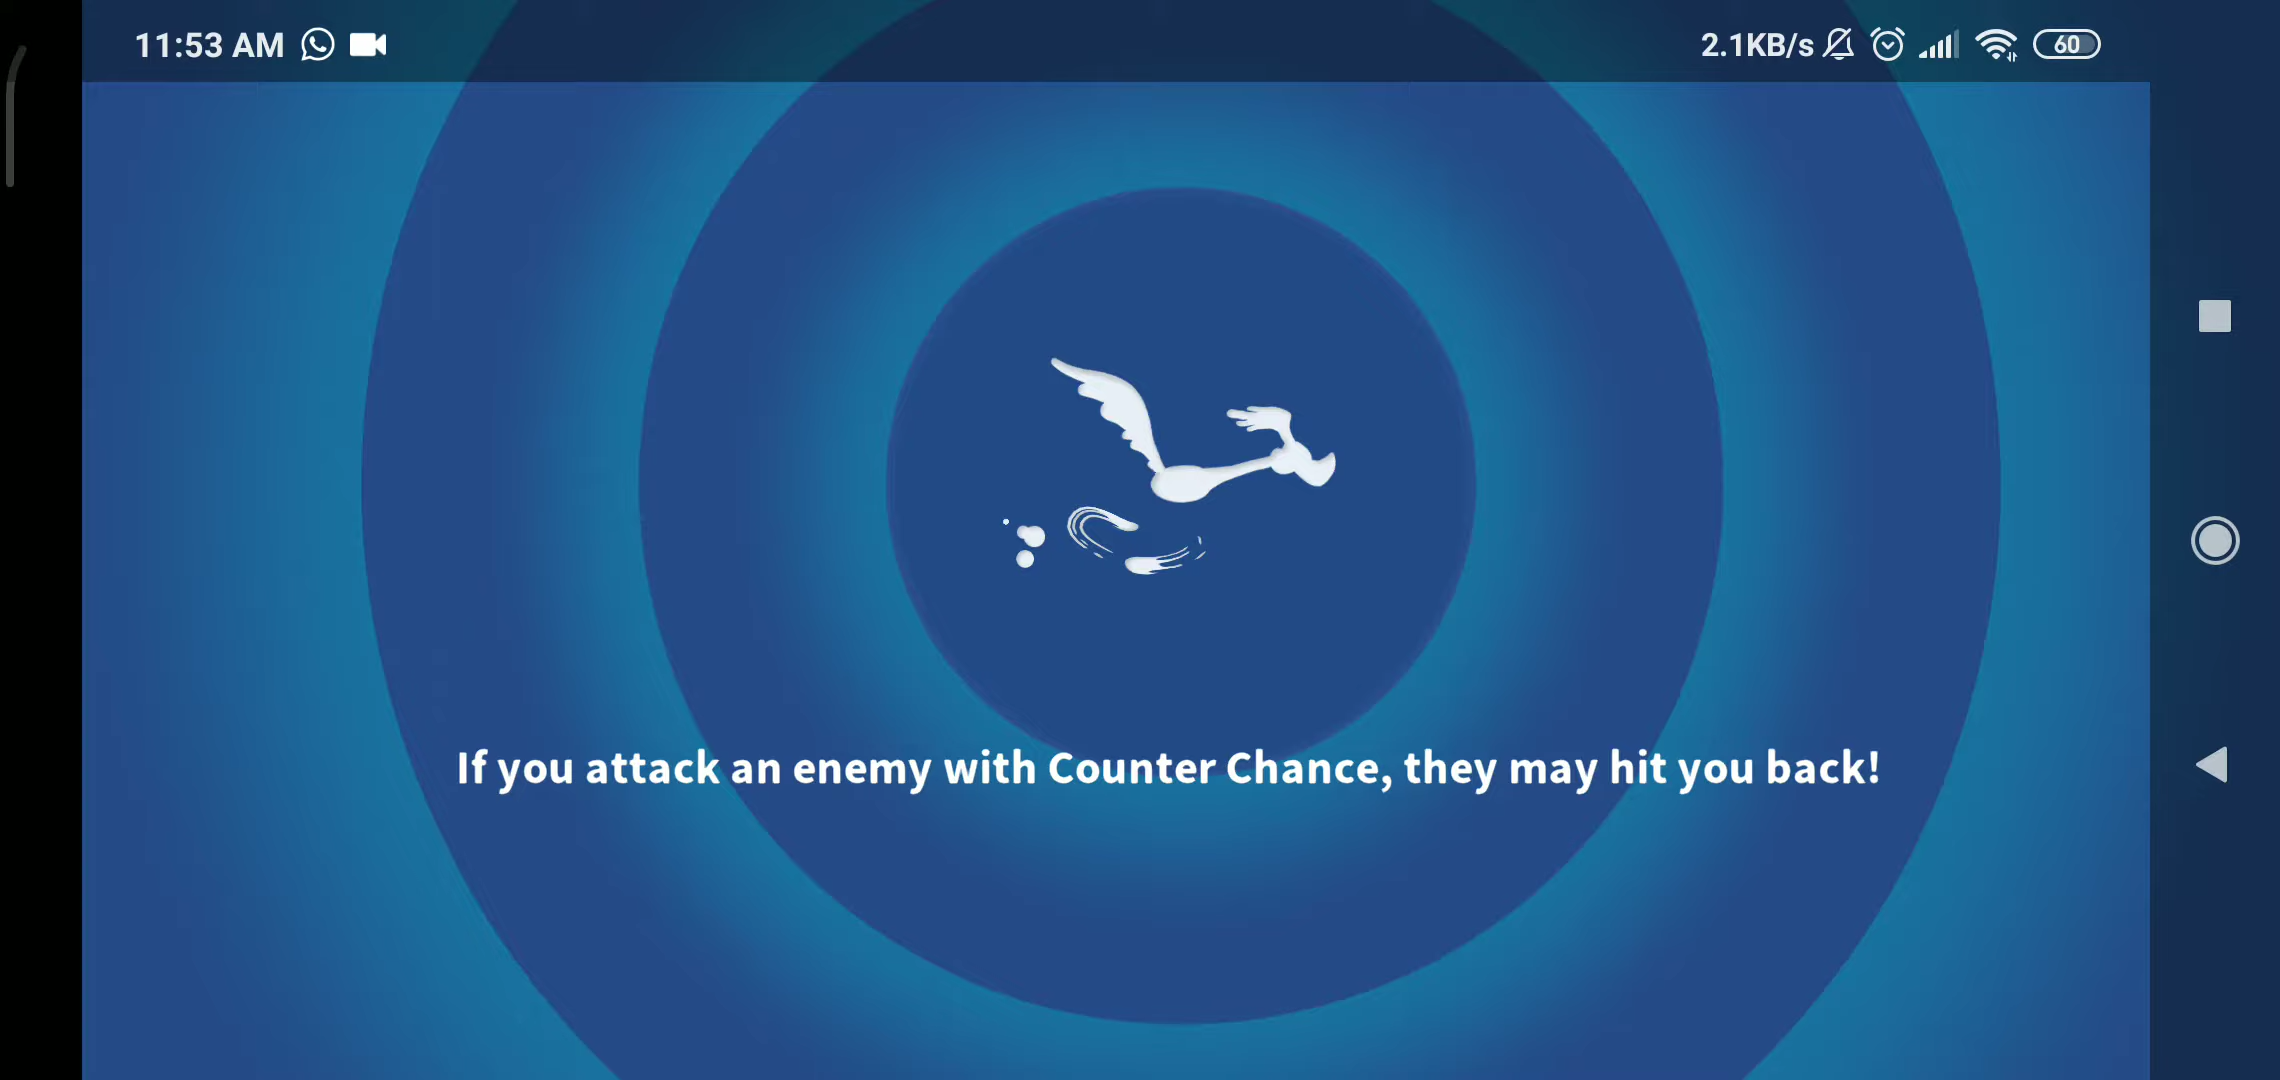 11:53 AM
2.1KB/s
60
If you attack an enemy with Counter Chance, they may hit you back!